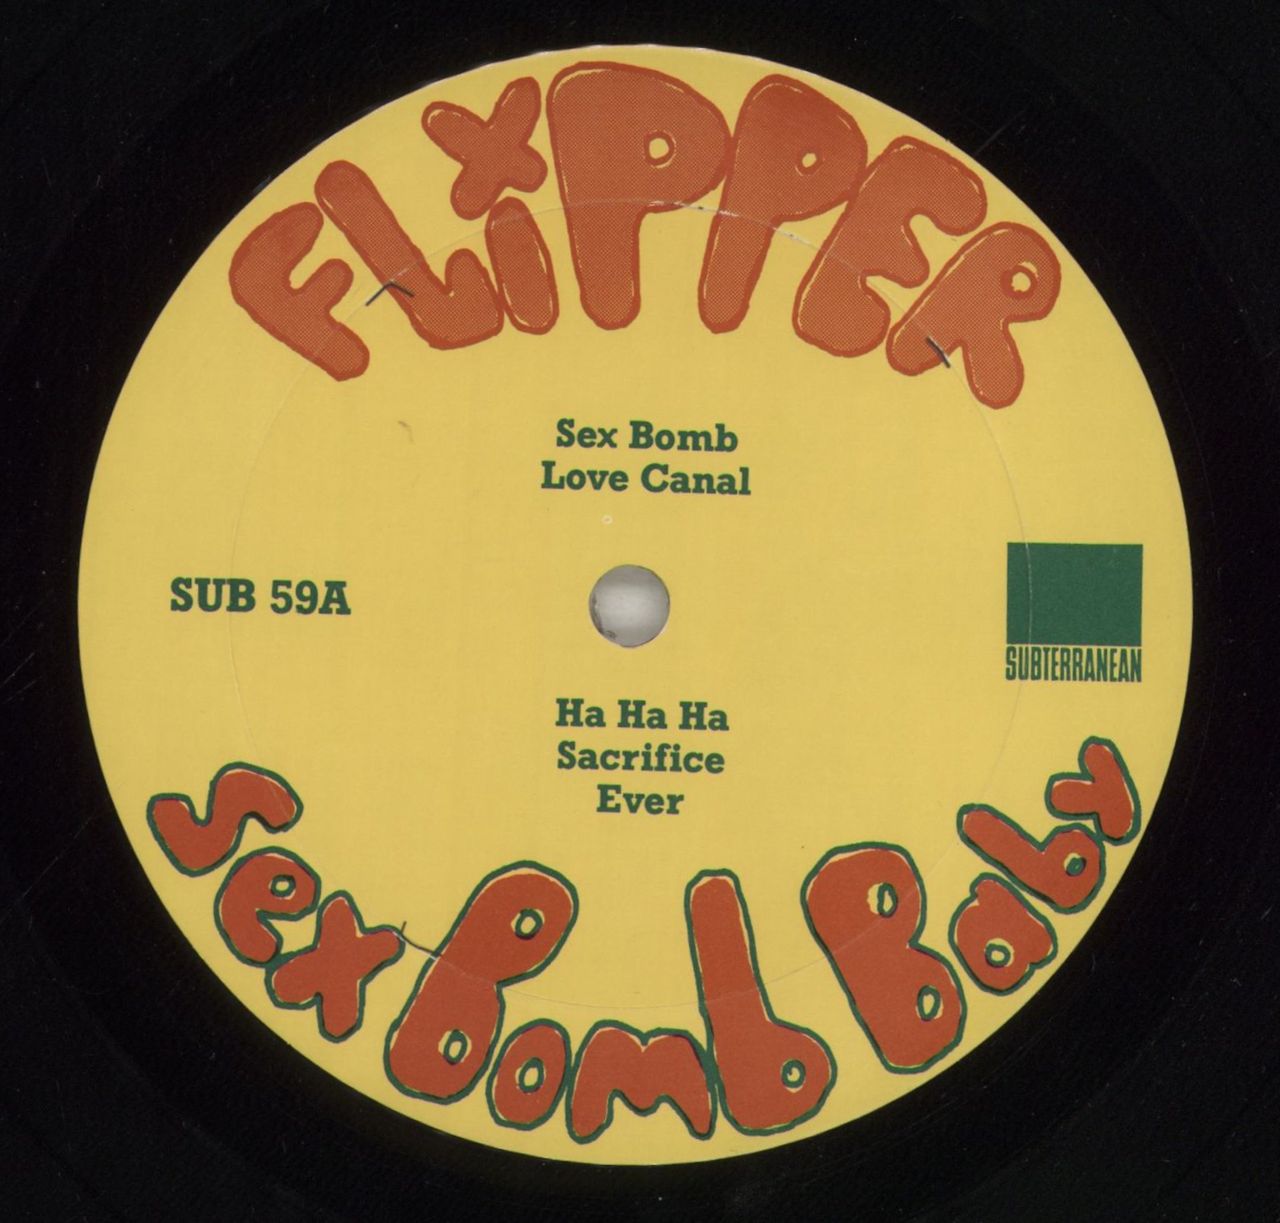 FLiPPER
Sex Bomb
Love Canal
SUB 59A
SUBTERRANEAN
Ha Ha Ha
Sacrifice
Ever
Sex Bomb Baby